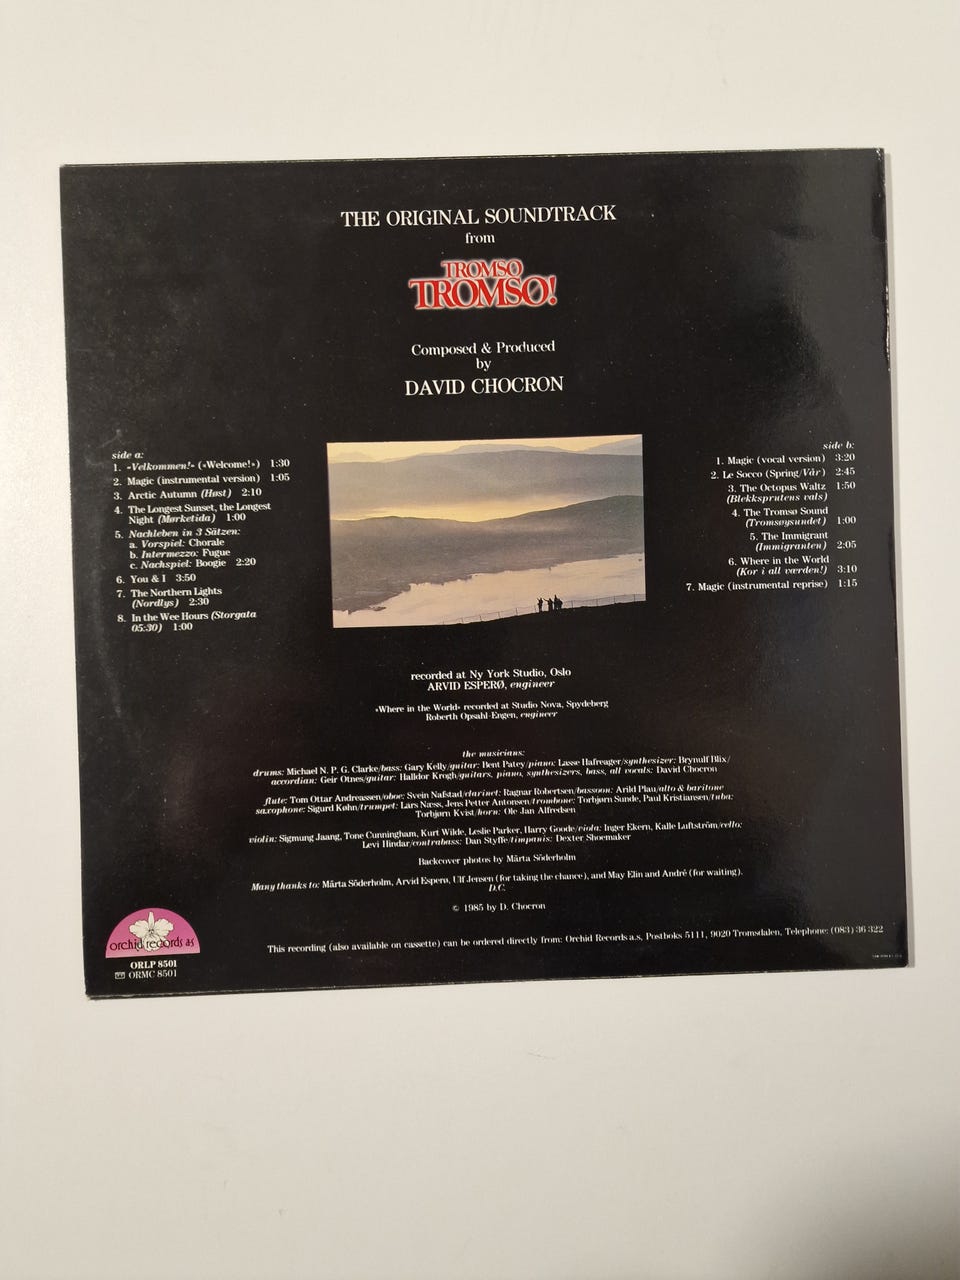 THE ORIGINAL SOUNDTRACK
from
TROMSØ
TROMSØ!
Composed & Produced
by
DAVID CHOCRON
side a:
1. «Velkommen!» («Welcome!») 1:30
2. Magic (instrumental version) 1:05
3. Arctic Autumn (Høst) 2:10
4. The Longest Sunset, the Longest
Night (Mørketida) 1:00
5. Nachleben in 3 Sätzen:
a. Vorspiel: Chorale
b. Intermezzo: Fugue
c. Nachspiel: Boogie 2:20
6. You & I 3:50
7. The Northern Lights
(Nordlys) 2:30
8. In the Wee Hours (Storgata
05:30) 1:00
side b:
1. Magic (vocal version) 3:20
2. Le Socco (Spring/Vår) 2:45
3. The Octopus Waltz 1:50
(Blekksprutens vals)
4. The Tromsø Sound
(Tromsøysundet) 1:00
5. The Immigrant
(Immigranten) 2:05
6. Where in the World
(Kor i all værden!) 3:10
7. Magic (instrumental reprise) 1:15
recorded at Ny York Studio, Oslo
ARVID ESPERØ, engineer
«Where in the World» recorded at Studio Nova, Spydeberg
Roberth Opsahl-Engen, engineer
the musicians:
drums: Michael N. P. G. Clarke/bass: Gary Kelly/guitar: Bent Patey/piano: Lasse Hafreager/synthesizer: Brynulf Blix/
accordian: Geir Otnes/guitar: Halldor Krogh/guitars, piano, synthesizers, bass, all vocals: David Chocron
flute: Tom Ottar Andreassen/oboe: Svein Nafstad/clarinet: Ragnar Robertsen/bassoon: Arild Plau/alto & baritone
saxophone: Sigurd Køhn/trumpet: Lars Næss, Jens Petter Antonsen/trombone: Torbjørn Sunde, Paul Kristiansen/tuba:
Torbjørn Kvist/horn: Ole Jan Alfredsen
violin: Sigmung Jaang, Tone Cunningham, Kurt Wilde, Leslie Parker, Harry Goode/viola: Inger Ekern, Kalle Luftström/cello:
Levi Hindar/contrabass: Dan Styffe/timpanis: Dexter Shoemaker
Backcover photos by Märta Söderholm
Many thanks to: Märta Söderholm, Arvid Esperø, Ulf Jensen (for taking the chance), and May Elin and André (for waiting).
D.C.
© 1985 by D. Chocron
orchid records as
ORLP 8501
ORMC 8501
This recording (also available on cassette) can be ordered directly from: Orchid Records a.s, Postboks 5111, 9020 Tromsdalen, Telephone: (083) 36 322